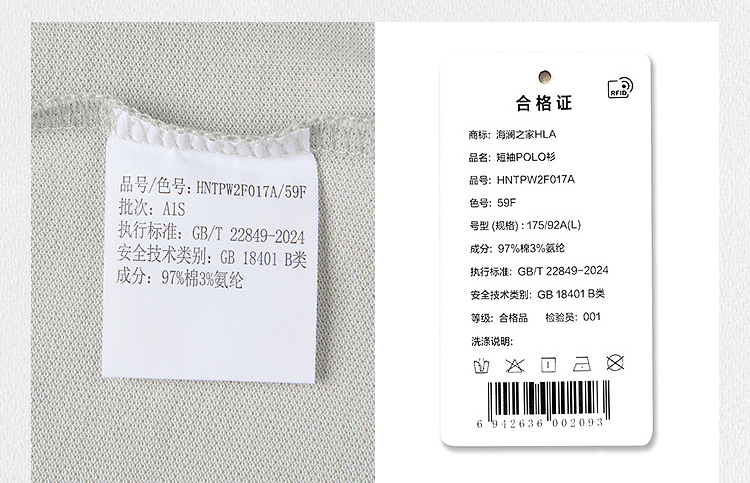 品号/色号: HNTPW2F017A/59F
批次: A1S
执行标准: GB/T 22849-2024
安全技术类别: GB 18401 B类
成分: 97%棉3%氨纶
RFID
合格证
商标: 海澜之家HLA
品名: 短袖POLO衫
品号: HNTPW2F017A
色号: 59F
号型 (规格) : 175/92A(L)
成分: 97%棉3%氨纶
执行标准: GB/T 22849-2024
安全技术类别: GB 18401 B类
等级: 合格品 检验员: 001
洗涤说明:
6 942636 002093